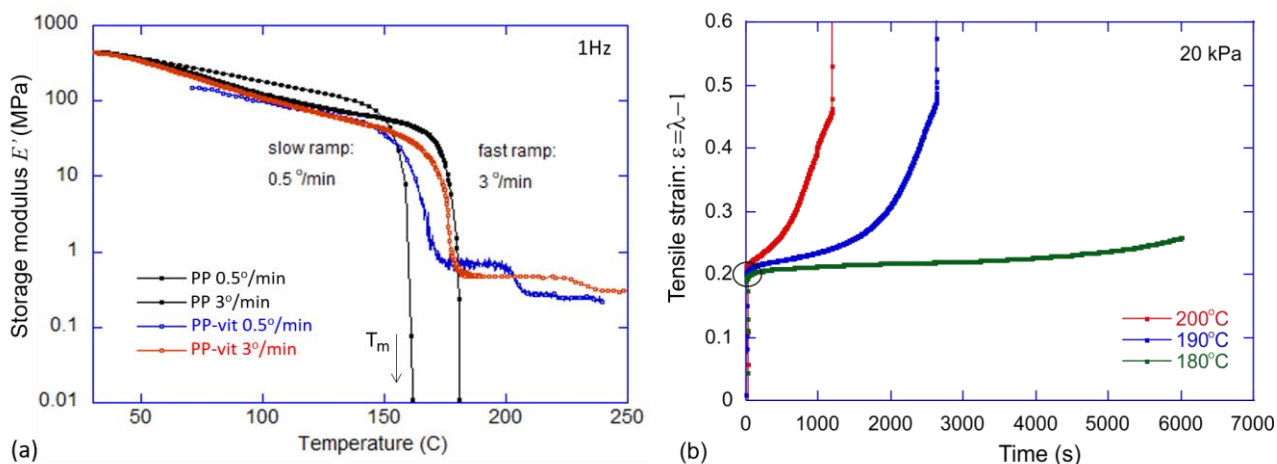 1000
100
10
1
0.1
0.01
Storage modulus E' (MPa)
1Hz
slow ramp:
0.5 °/min
fast ramp:
3 °/min
PP 0.5°/min
PP 3°/min
PP-vit 0.5°/min
PP-vit 3°/min
Tm
50 100 150 200 250
Temperature (C)
(a)
0.6
0.5
0.4
0.3
0.2
0.1
0
Tensile strain: ε=λ−1
20 kPa
200°C
190°C
180°C
0 1000 2000 3000 4000 5000 6000 7000
Time (s)
(b)